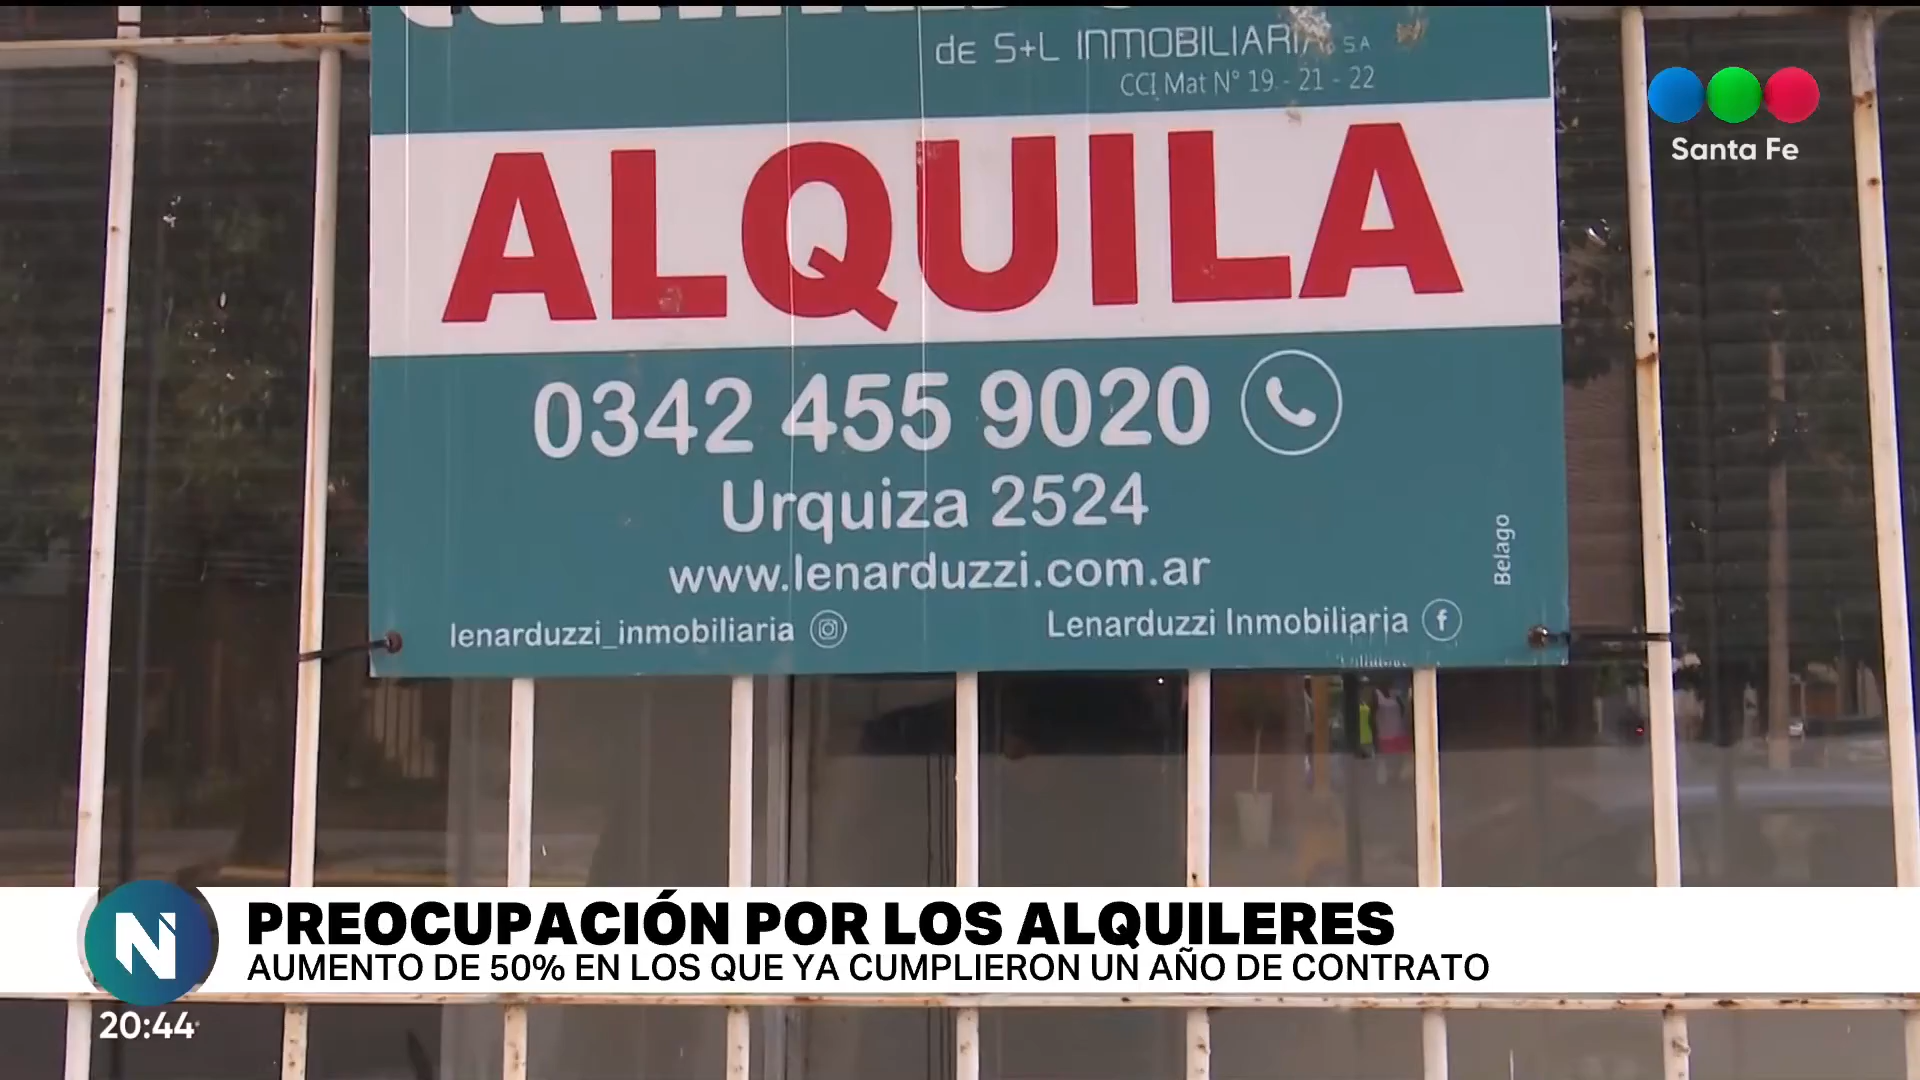 de S+L INMOBILIARIA S.A
CCI Mat N° 19 - 21 - 22
Santa Fe
ALQUILA
0342 455 9020
Urquiza 2524
www.lenarduzzi.com.ar
Belago
lenarduzzi_inmobiliaria
Lenarduzzi Inmobiliaria
PREOCUPACIÓN POR LOS ALQUILERES
AUMENTO DE 50% EN LOS QUE YA CUMPLIERON UN AÑO DE CONTRATO
N
20:44